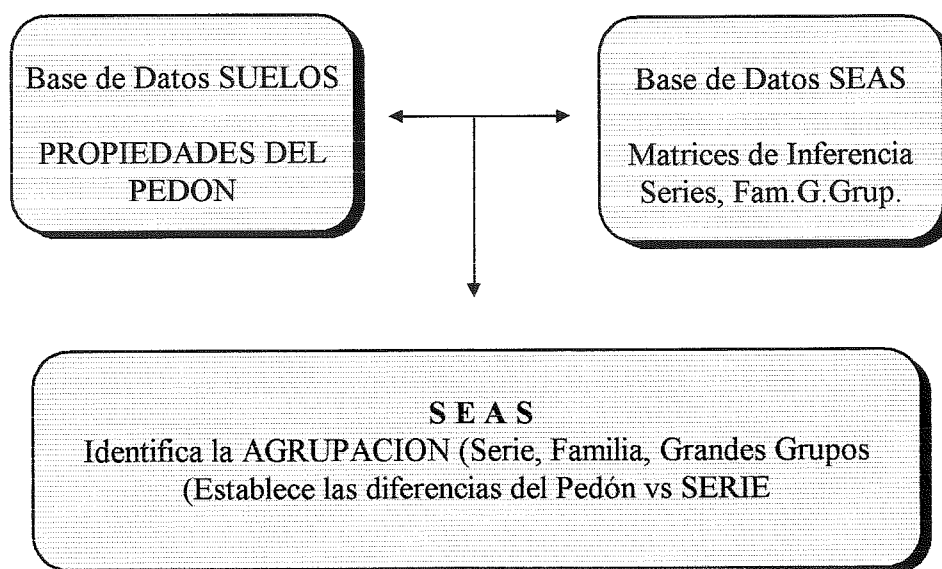 Base de Datos SUELOS
PROPIEDADES DEL
PEDON
Base de Datos SEAS
Matrices de Inferencia
Series, Fam.G.Grup.
S E A S
Identifica la AGRUPACION (Serie, Familia, Grandes Grupos
(Establece las diferencias del Pedón vs SERIE